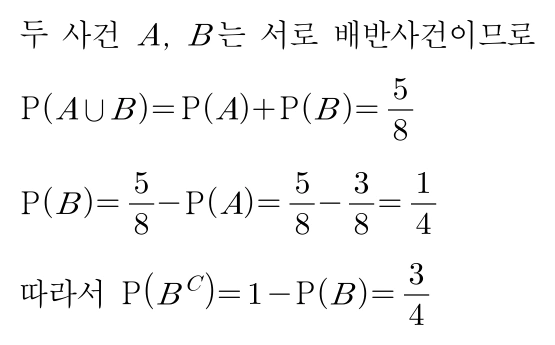 두 사건 A, B는 서로 배반사건이므로
P(A∪B)=P(A)+P(B)=5/8
P(B)=5/8−P(A)=5/8−3/8=1/4
따라서 P(B^C)=1−P(B)=3/4